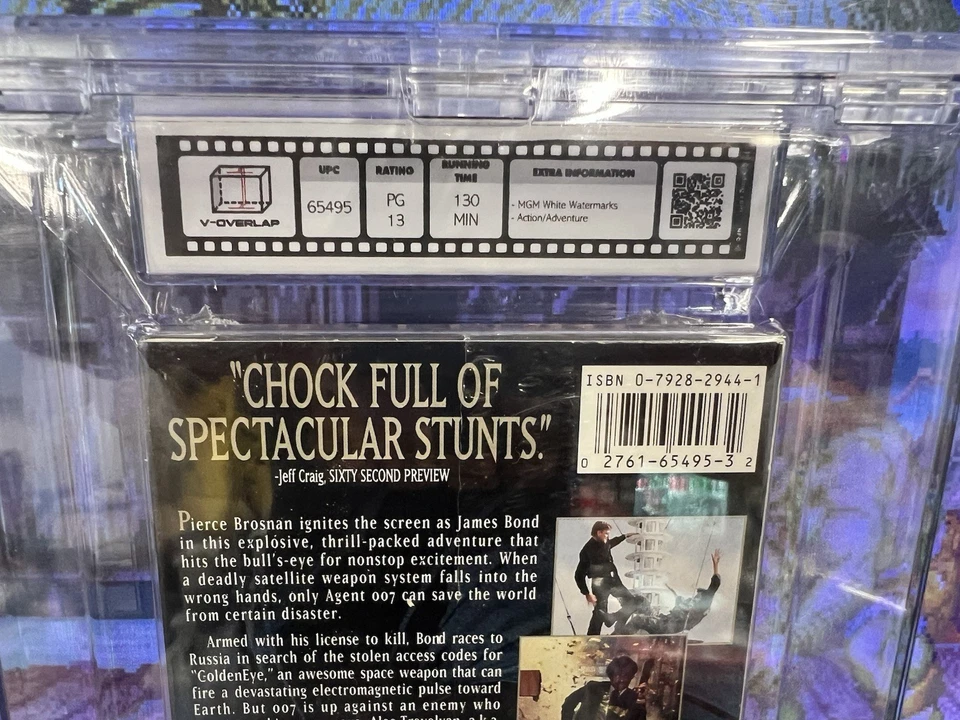 V-OVERLAP
UPC
65495
RATING
PG
13
RUNNING
TIME
130
MIN
EXTRA INFORMATION
- MGM White Watermarks
- Action/Adventure
"CHOCK FULL OF
SPECTACULAR STUNTS."
-Jeff Craig, SIXTY SECOND PREVIEW
ISBN 0-7928-2944-1
0 2761-65495-3 2
Pierce Brosnan ignites the screen as James Bond
in this explosive, thrill-packed adventure that
hits the bull's-eye for nonstop excitement. When
a deadly satellite weapon system falls into the
wrong hands, only Agent 007 can save the world
from certain disaster.
Armed with his license to kill, Bond races to
Russia in search of the stolen access codes for
"GoldenEye," an awesome space weapon that can
fire a devastating electromagnetic pulse toward
Earth. But 007 is up against an enemy who
Alec Trevelyan, a.k.a.